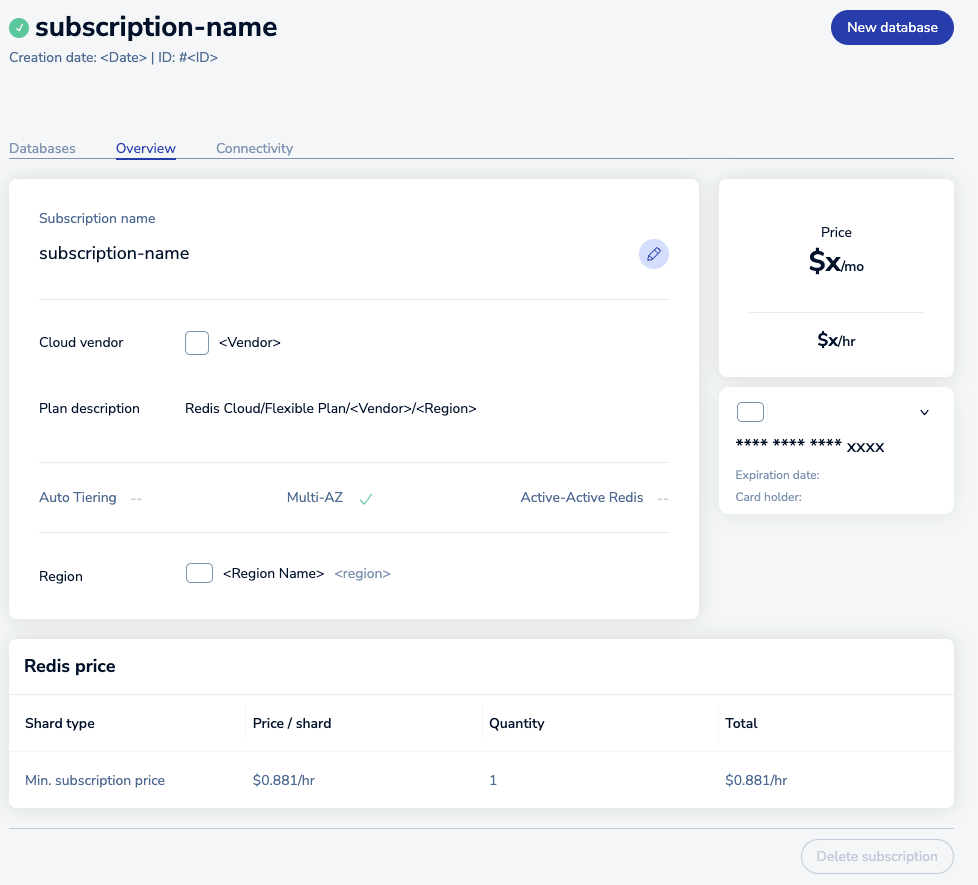 subscription-name
New database
Creation date: <Date> | ID: #<ID>
Databases
Overview
Connectivity
Subscription name
subscription-name
Cloud vendor
<Vendor>
Plan description
Redis Cloud/Flexible Plan/<Vendor>/<Region>
Auto Tiering --
Multi-AZ
Active-Active Redis --
Region
<Region Name> <region>
Price
$x/mo
$x/hr
**** **** **** xxxx
Expiration date:
Card holder:
Redis price
Shard type
Price / shard
Quantity
Total
Min. subscription price
$0.881/hr
1
$0.881/hr
Delete subscription